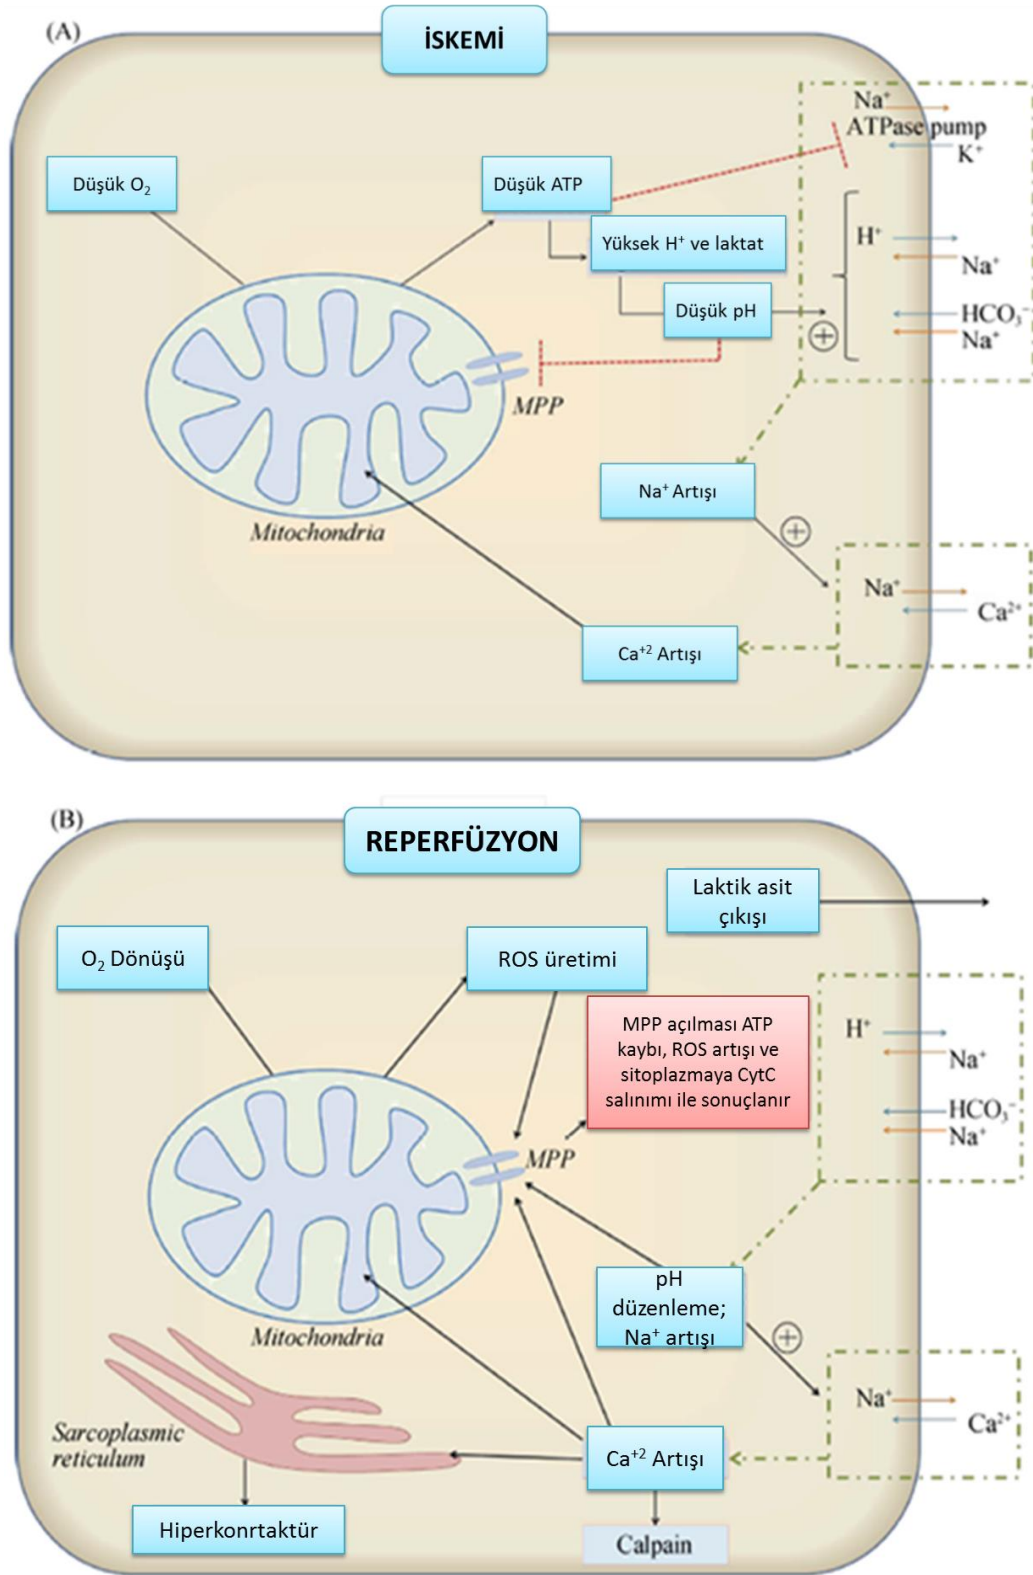 (A)
İSKEMİ
Na⁺
ATPase pump
K⁺
Düşük O₂
Düşük ATP
Yüksek H⁺ ve laktat
H⁺
Na⁺
Düşük pH
HCO₃⁻
Na⁺
MPP
Na⁺ Artışı
Mitochondria
Na⁺
Ca²⁺
Ca⁺² Artışı
(B)
REPERFÜZYON
Laktik asit
çıkışı
O₂ Dönüşü
ROS üretimi
MPP açılması ATP
kaybı, ROS artışı ve
sitoplazmaya CytC
salınımı ile sonuçlanır
H⁺
Na⁺
HCO₃⁻
Na⁺
MPP
pH
düzenleme;
Na⁺ artışı
Mitochondria
Na⁺
Ca²⁺
Sarcoplasmic
reticulum
Ca⁺² Artışı
Hiperkonrtaktür
Calpain